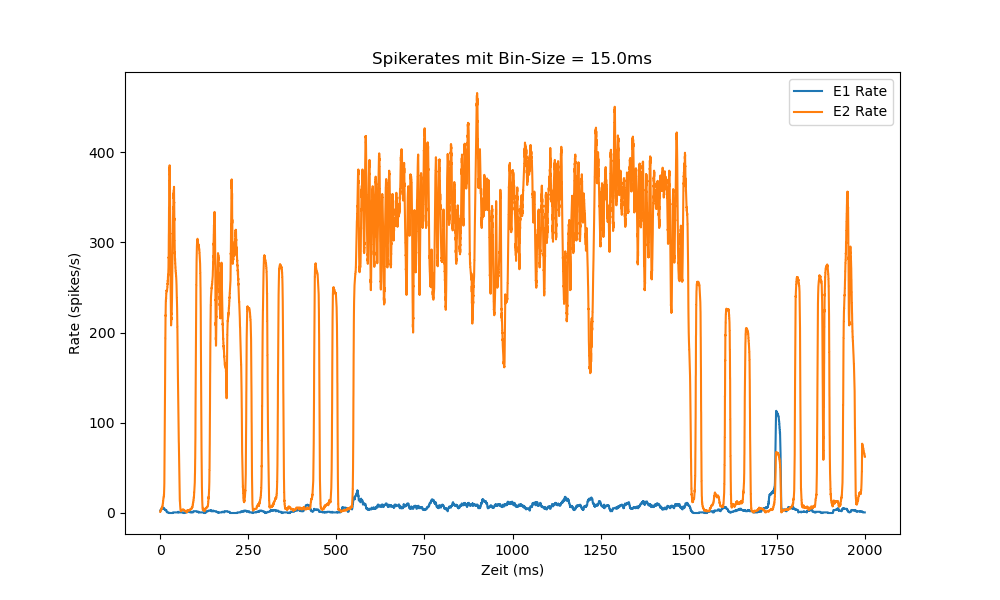 Spikerates mit Bin-Size = 15.0ms
E1 Rate
E2 Rate
400
300
200
100
0
Rate (spikes/s)
0 250 500 750 1000 1250 1500 1750 2000
Zeit (ms)